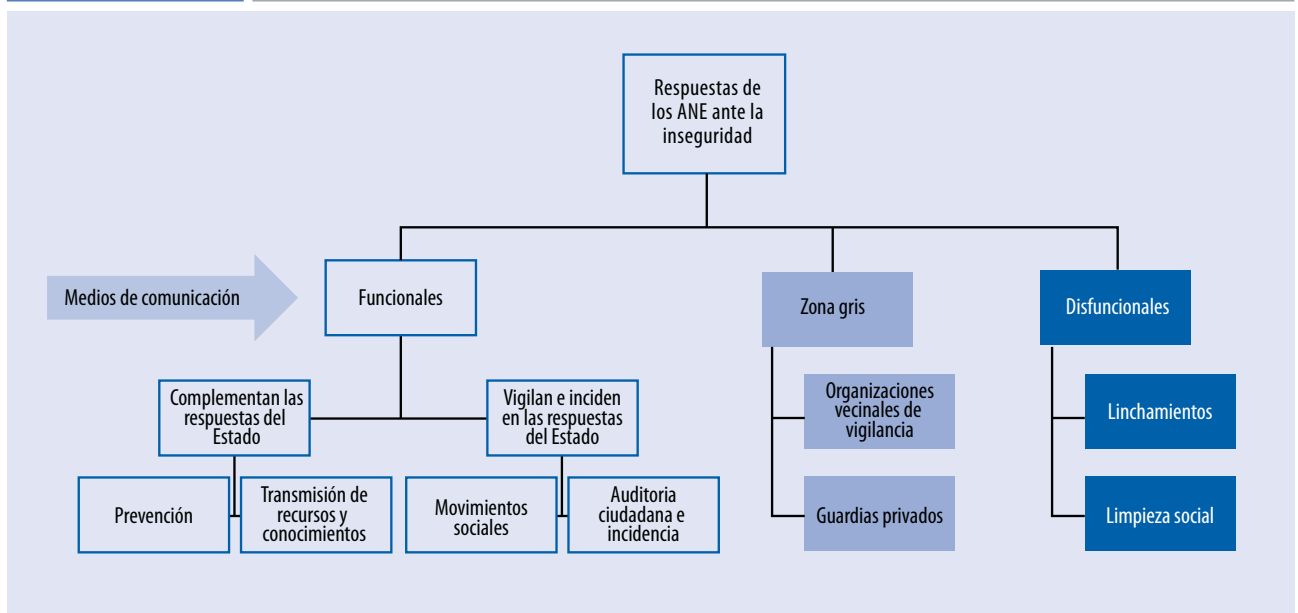 Respuestas de
los ANE ante la
inseguridad
Medios de comunicación
Funcionales
Zona gris
Disfuncionales
Complementan las
respuestas del
Estado
Vigilan e inciden
en las respuestas
del Estado
Organizaciones
vecinales de
vigilancia
Linchamientos
Prevención
Transmisión de
recursos y
conocimientos
Movimientos
sociales
Auditoria
ciudadana e
incidencia
Guardias privados
Limpieza social